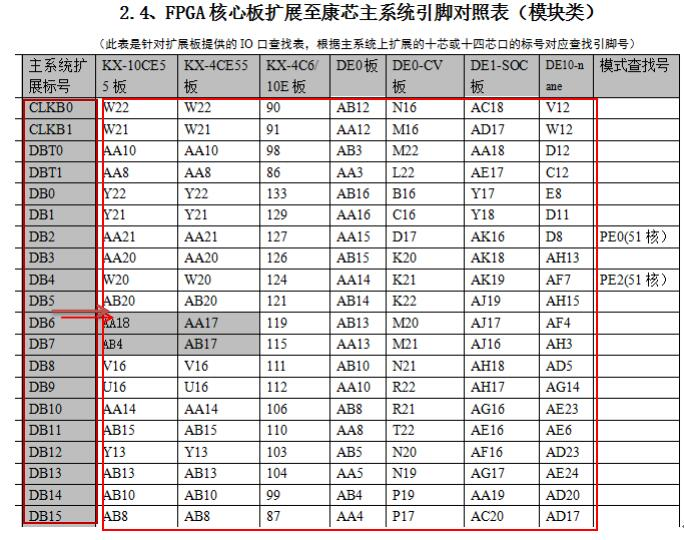 2.4、FPGA 核心板扩展至康芯主系统引脚对照表（模块类）
（此表是针对扩展板提供的 IO 口查找表，根据主系统上扩展的十芯或十四芯口的标号对应查找引脚号）
主系统扩展标号 KX-10CE55 板 KX-4CE55 板 KX-4C6/10E 板 DE0 板 DE0-CV 板 DE1-SOC 板 DE10-nane 模式查找号
CLKB0 W22 W22 90 AB12 N16 AC18 V12
CLKB1 W21 W21 91 AA12 M16 AD17 W12
DBT0 AA10 AA10 98 AB3 M22 AA18 D12
DBT1 AA8 AA8 86 AA3 L22 AE17 C12
DB0 Y22 Y22 133 AB16 B16 Y17 E8
DB1 Y21 Y21 129 AA16 C16 Y18 D11
DB2 AA21 AA21 127 AA15 D17 AK16 D8 PE0(51 核）
DB3 AA20 AA20 126 AB15 K20 AK18 AH13
DB4 W20 W20 124 AA14 K21 AK19 AF7 PE2(51 核）
DB5 AB20 AB20 121 AB14 K22 AJ19 AH15
DB6 AA18 AA17 119 AB13 M20 AJ17 AF4
DB7 AB4 AB17 115 AA13 M21 AJ16 AH3
DB8 V16 V16 111 AB10 N21 AH18 AD5
DB9 U16 U16 112 AA10 R22 AH17 AG14
DB10 AA14 AA14 106 AB8 R21 AG16 AE23
DB11 AB15 AB15 110 AA8 T22 AE16 AE6
DB12 Y13 Y13 103 AB5 N20 AF16 AD23
DB13 AB13 AB13 104 AA5 N19 AG17 AE24
DB14 AB10 AB10 99 AB4 P19 AA19 AD20
DB15 AB8 AB8 87 AA4 P17 AC20 AD17